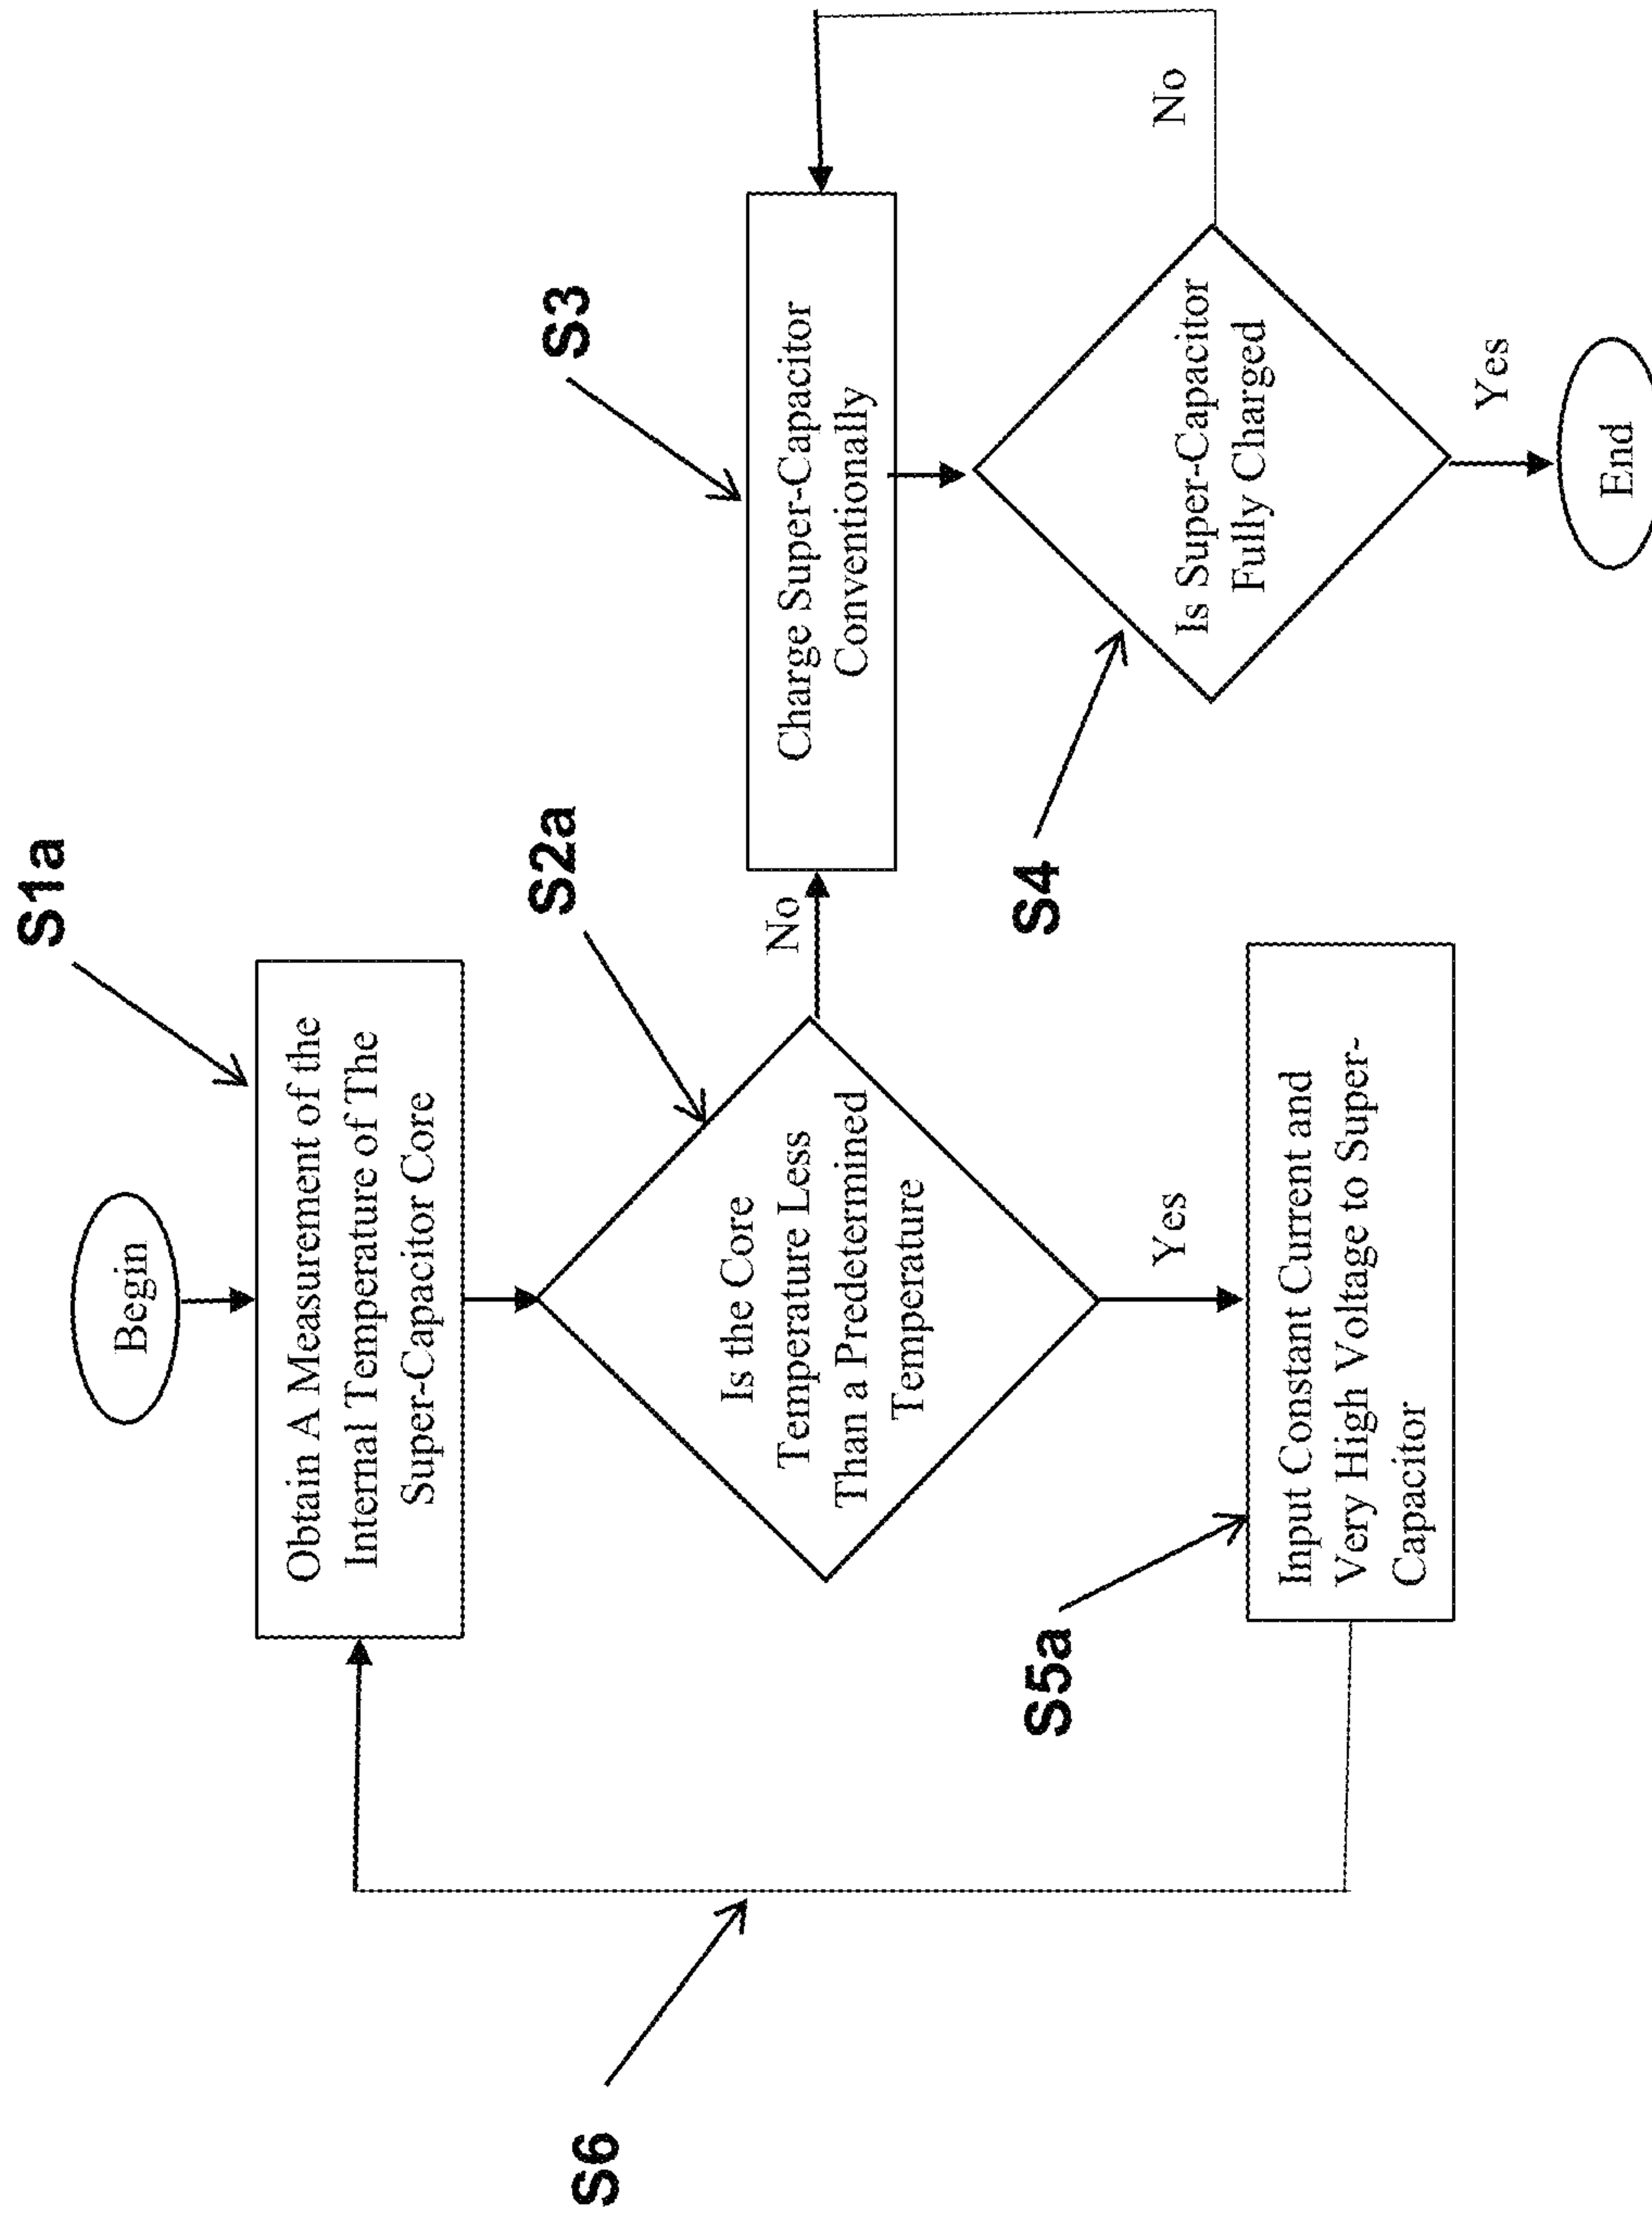 Begin
S1a
Obtain A Measurement of the
Internal Temperature of The
Super-Capacitor Core
S2a
Is the Core
Temperature Less
Than a Predetermined
Temperature
No
S3
Charge Super-Capacitor
Conventionally
S6
Yes
S5a
Input Constant Current and
Very High Voltage to Super-
Capacitor
S4
Is Super-Capacitor
Fully Charged
No
Yes
End